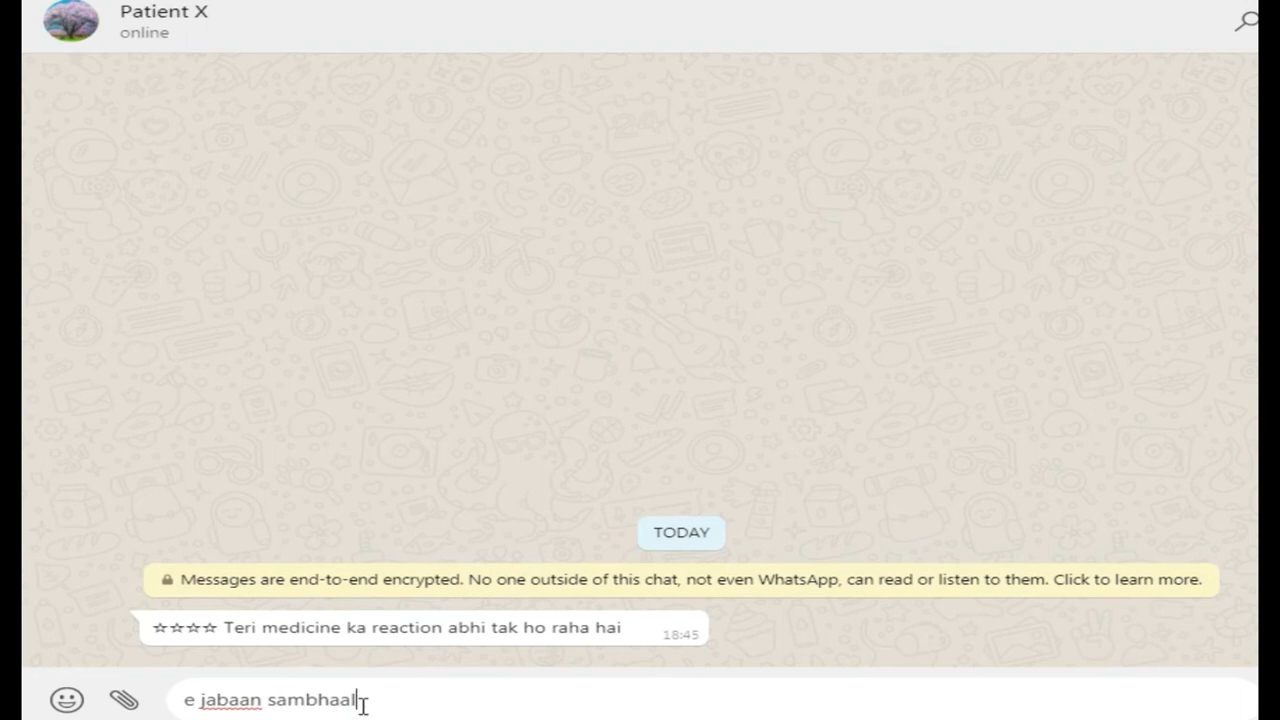 Patient X
online
TODAY
Messages are end-to-end encrypted. No one outside of this chat, not even WhatsApp, can read or listen to them. Click to learn more.
☆☆☆☆ Teri medicine ka reaction abhi tak ho raha hai
18:45
e jabaan sambhaal